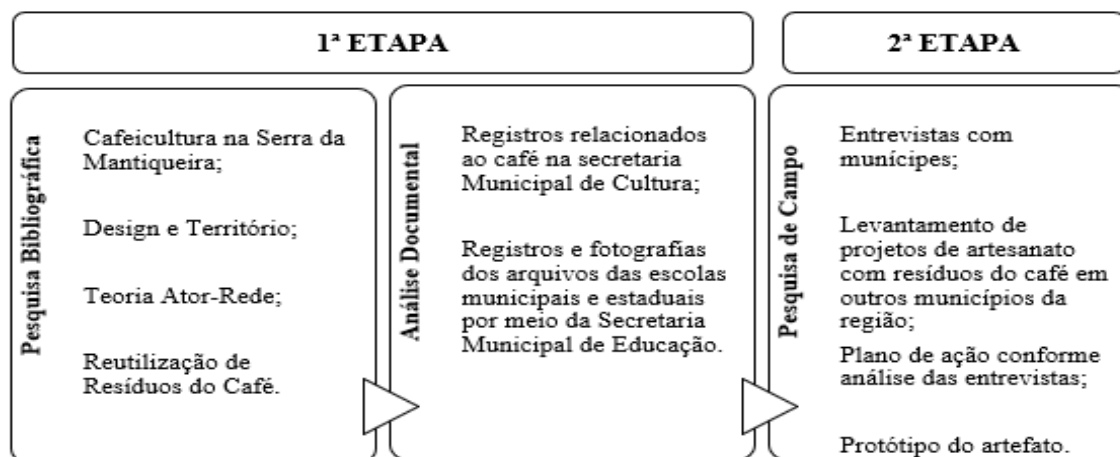 1ª ETAPA
2ª ETAPA
Pesquisa Bibliográfica
Cafeicultura na Serra da
Mantiqueira;
Design e Território;
Teoria Ator-Rede;
Reutilização de
Resíduos do Café.
Análise Documental
Registros relacionados
ao café na secretaria
Municipal de Cultura;
Registros e fotografias
dos arquivos das escolas
municipais e estaduais
por meio da Secretaria
Municipal de Educação.
Pesquisa de Campo
Entrevistas com
munícipes;
Levantamento de
projetos de artesanato
com resíduos do café em
outros municípios da
região;
Plano de ação conforme
análise das entrevistas;
Protótipo do artefato.